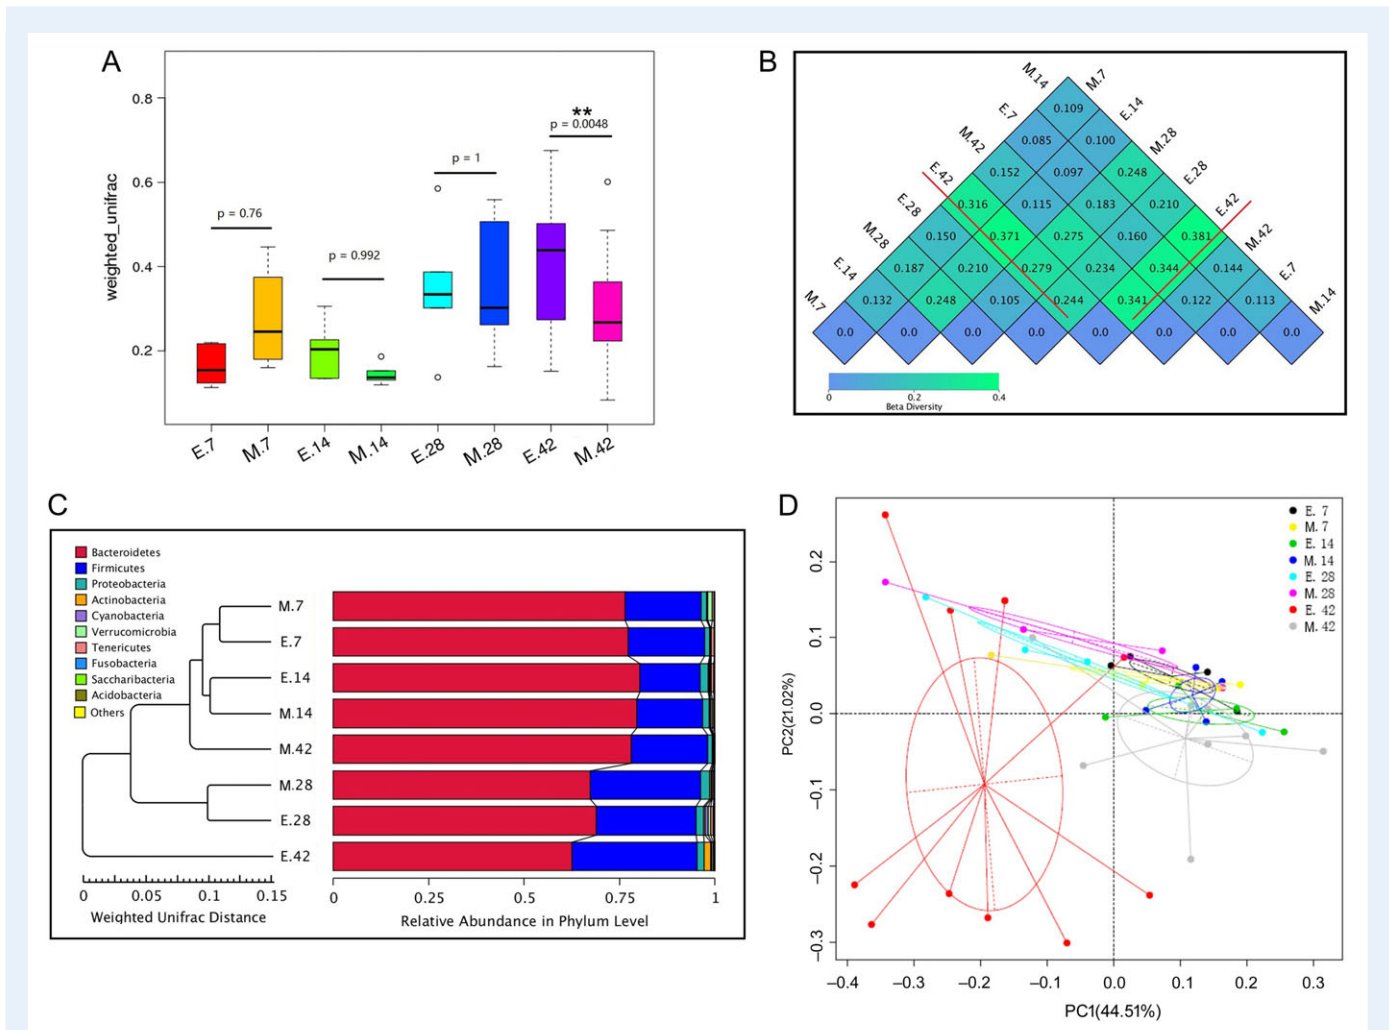 A
weighted_unifrac
0.8
0.6
0.4
0.2
p = 0.76
p = 0.992
p = 1
**
p = 0.0048
E.7
M.7
E.14
M.14
E.28
M.28
E.42
M.42
B
M.14
E.7
M.42
E.42
E.28
M.28
E.14
M.7
M.7
E.14
M.28
E.28
E.42
M.42
E.7
M.14
0.109
0.085 0.100
0.152 0.097 0.248
0.316 0.115 0.183 0.210
0.150 0.371 0.275 0.160 0.381
0.187 0.210 0.279 0.234 0.344 0.144
0.132 0.248 0.105 0.244 0.341 0.122 0.113
0.0 0.0 0.0 0.0 0.0 0.0 0.0 0.0
0 0.2 0.4
Beta Diversity
C
Bacteroidetes
Firmicutes
Proteobacteria
Actinobacteria
Cyanobacteria
Verrucomicrobia
Tenericutes
Fusobacteria
Saccharibacteria
Acidobacteria
Others
M.7
E.7
E.14
M.14
M.42
M.28
E.28
E.42
0 0.05 0.1 0.15
Weighted Unifrac Distance
0 0.25 0.5 0.75 1
Relative Abundance in Phylum Level
D
E. 7
M. 7
E. 14
M. 14
E. 28
M. 28
E. 42
M. 42
PC2(21.02%)
0.2
0.1
0.0
−0.1
−0.2
−0.3
−0.4 −0.3 −0.2 −0.1 0.0 0.1 0.2 0.3
PC1(44.51%)